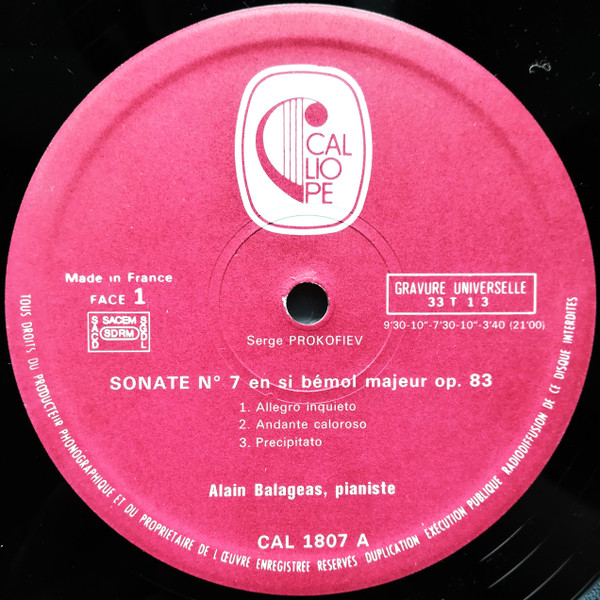 CAL
LIO
PE
Made in France
FACE 1
SACEM
SACD
SDRM
SGDL
GRAVURE UNIVERSELLE
33 T 1 3
9'30-10"-7'30-10"-3'40 (21'00)
Serge PROKOFIEV
SONATE N° 7 en si bémol majeur op. 83
1. Allegro inquieto
2. Andante caloroso
3. Precipitato
Alain Balageas, pianiste
CAL 1807 A
TOUS DROITS DU PRODUCTEUR PHONOGRAPHIQUE ET DU PROPRIETAIRE DE L'ŒUVRE ENREGISTREE RÉSERVÉS DUPLICATION EXÉCUTION PUBLIQUE RADIODIFFUSION DE CE DISQUE INTERDITES